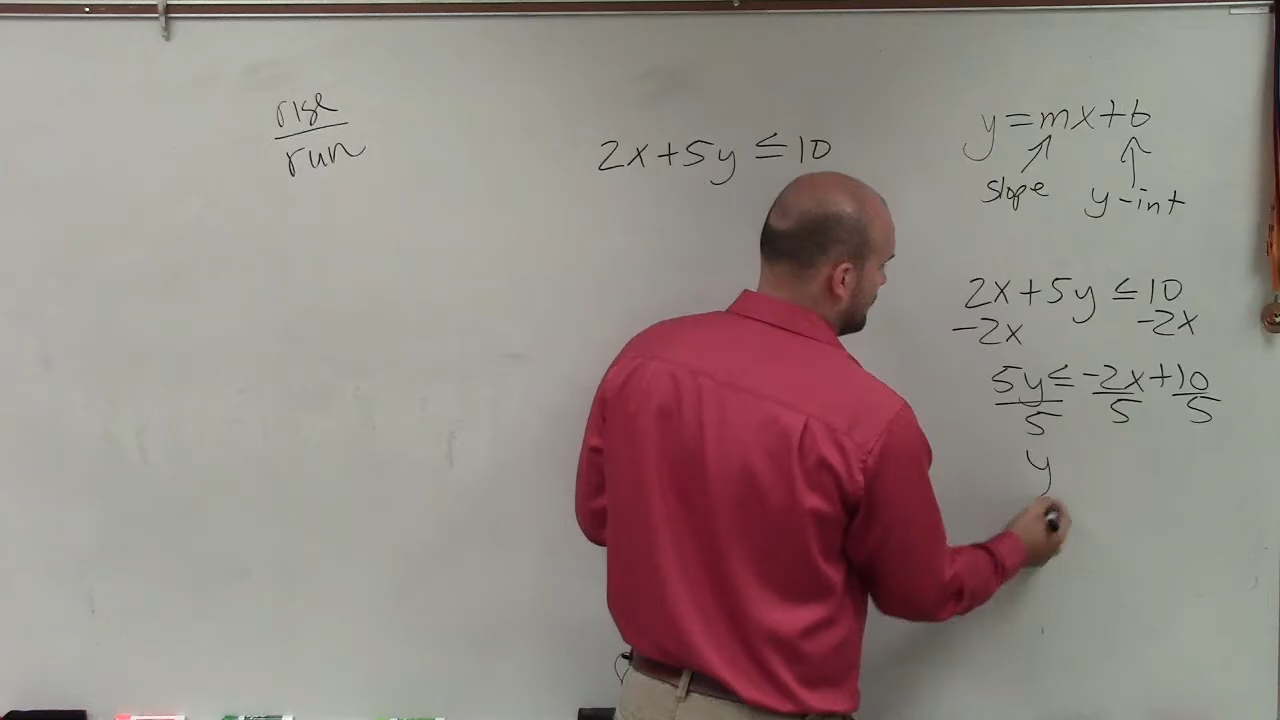 rise
run
2x+5y ≤ 10
y = mx+b
slope y-int
2x+5y ≤ 10
-2x -2x
5y ≤ -2x+10
5 5 5
y